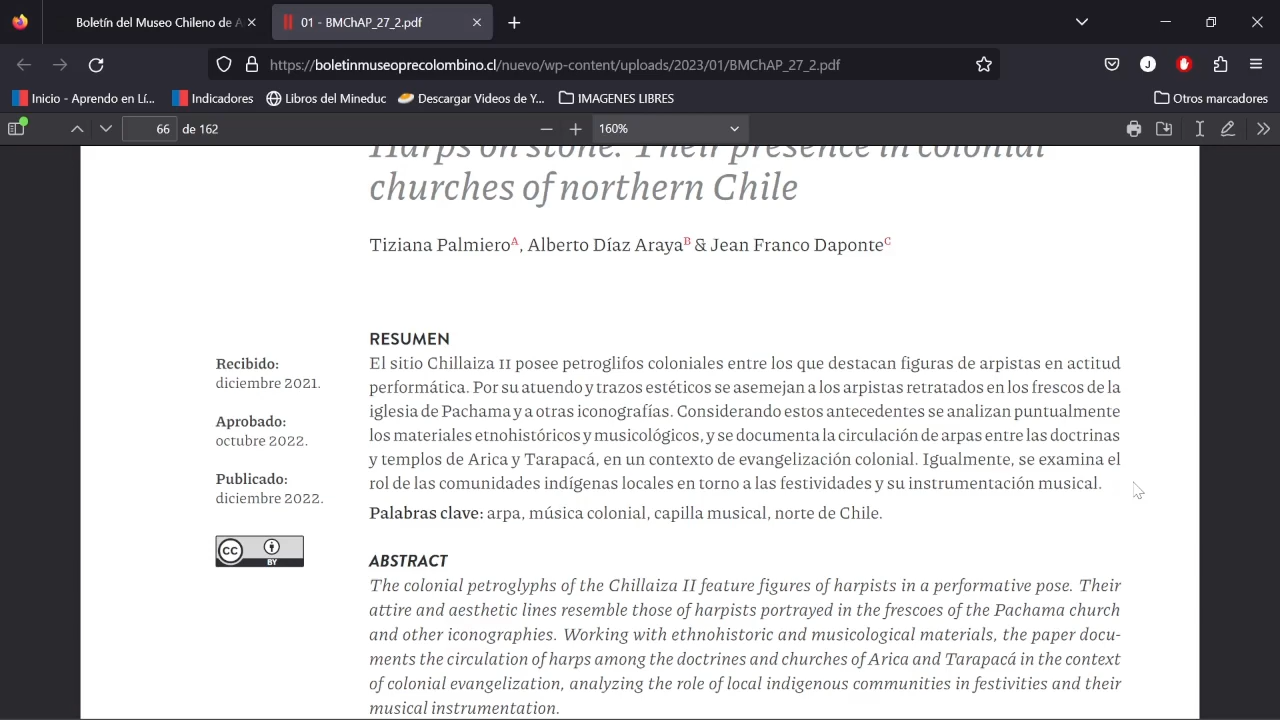 Boletín del Museo Chileno de A
01 - BMChAP_27_2.pdf
https://boletinmuseoprecolombino.cl/nuevo/wp-content/uploads/2023/01/BMChAP_27_2.pdf
J
Inicio - Aprendo en Lí...
Indicadores
Libros del Mineduc
Descargar Videos de Y...
IMAGENES LIBRES
Otros marcadores
66 de 162
160%
Harps on stone. Their presence in colonial
churches of northern Chile
Tiziana PalmieroA, Alberto Díaz ArayaB & Jean Franco DaponteC
Recibido:
diciembre 2021.
Aprobado:
octubre 2022.
Publicado:
diciembre 2022.
CC
BY
RESUMEN
El sitio Chillaiza II posee petroglifos coloniales entre los que destacan figuras de arpistas en actitud
performática. Por su atuendo y trazos estéticos se asemejan a los arpistas retratados en los frescos de la
iglesia de Pachama y a otras iconografías. Considerando estos antecedentes se analizan puntualmente
los materiales etnohistóricos y musicológicos, y se documenta la circulación de arpas entre las doctrinas
y templos de Arica y Tarapacá, en un contexto de evangelización colonial. Igualmente, se examina el
rol de las comunidades indígenas locales en torno a las festividades y su instrumentación musical.
Palabras clave: arpa, música colonial, capilla musical, norte de Chile.
ABSTRACT
The colonial petroglyphs of the Chillaiza II feature figures of harpists in a performative pose. Their
attire and aesthetic lines resemble those of harpists portrayed in the frescoes of the Pachama church
and other iconographies. Working with ethnohistoric and musicological materials, the paper docu-
ments the circulation of harps among the doctrines and churches of Arica and Tarapacá in the context
of colonial evangelization, analyzing the role of local indigenous communities in festivities and their
musical instrumentation.